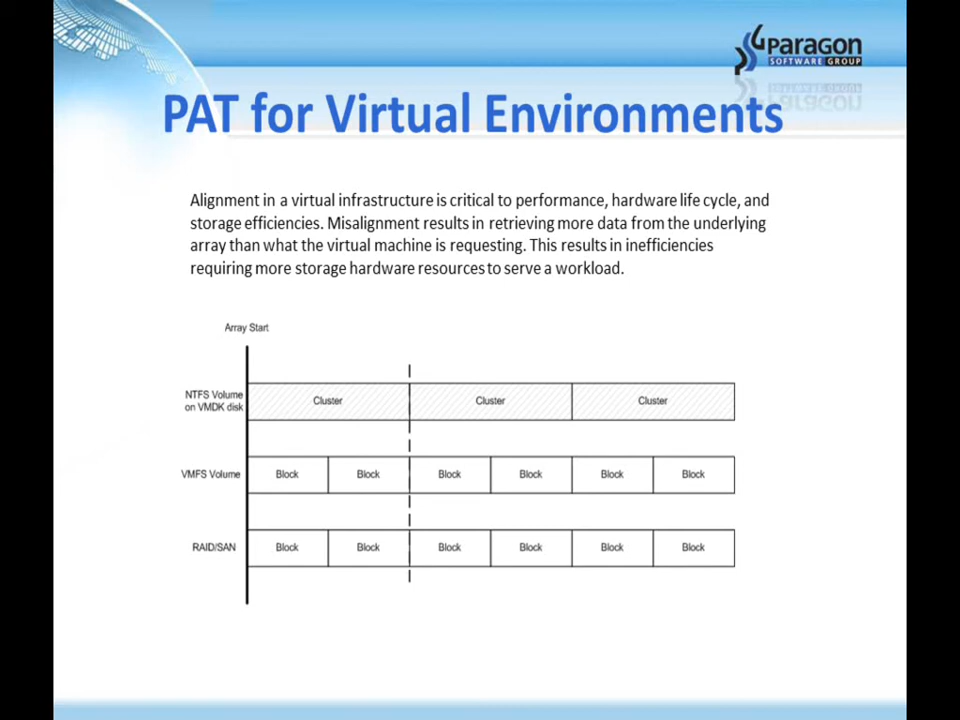 Paragon
SOFTWARE GROUP
PAT for Virtual Environments
Alignment in a virtual infrastructure is critical to performance, hardware life cycle, and
storage efficiencies. Misalignment results in retrieving more data from the underlying
array than what the virtual machine is requesting. This results in inefficiencies
requiring more storage hardware resources to serve a workload.
Array Start
NTFS Volume
on VMDK disk
Cluster Cluster Cluster
VMFS Volume Block Block Block Block Block Block
RAID/SAN Block Block Block Block Block Block